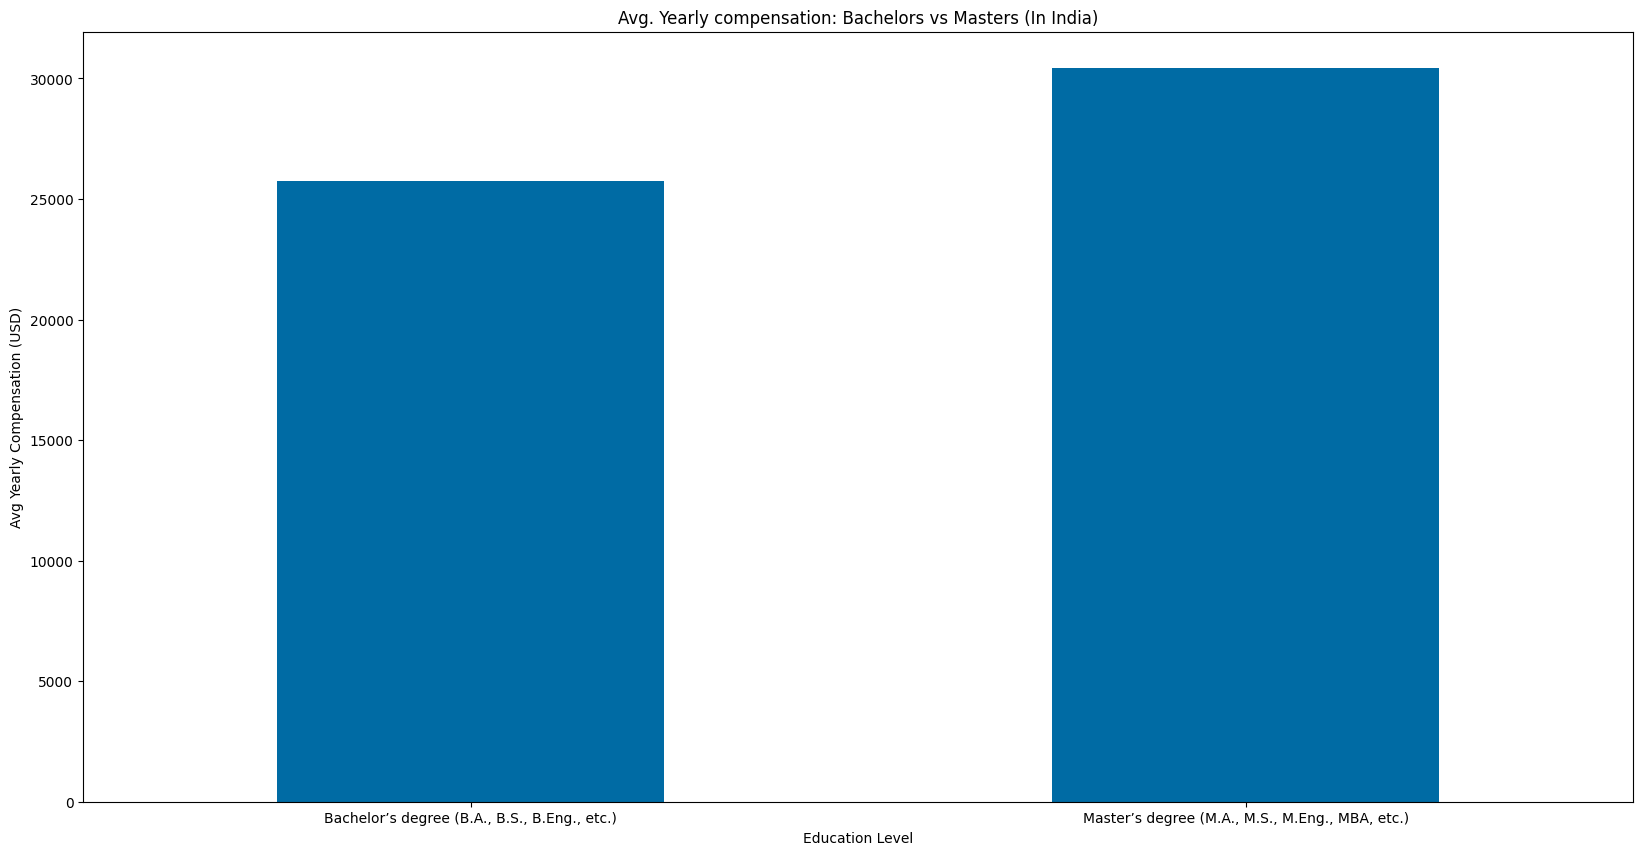 Avg. Yearly compensation: Bachelors vs Masters (In India)
Avg Yearly Compensation (USD)
30000
25000
20000
15000
10000
5000
0
Bachelor’s degree (B.A., B.S., B.Eng., etc.)
Master’s degree (M.A., M.S., M.Eng., MBA, etc.)
Education Level